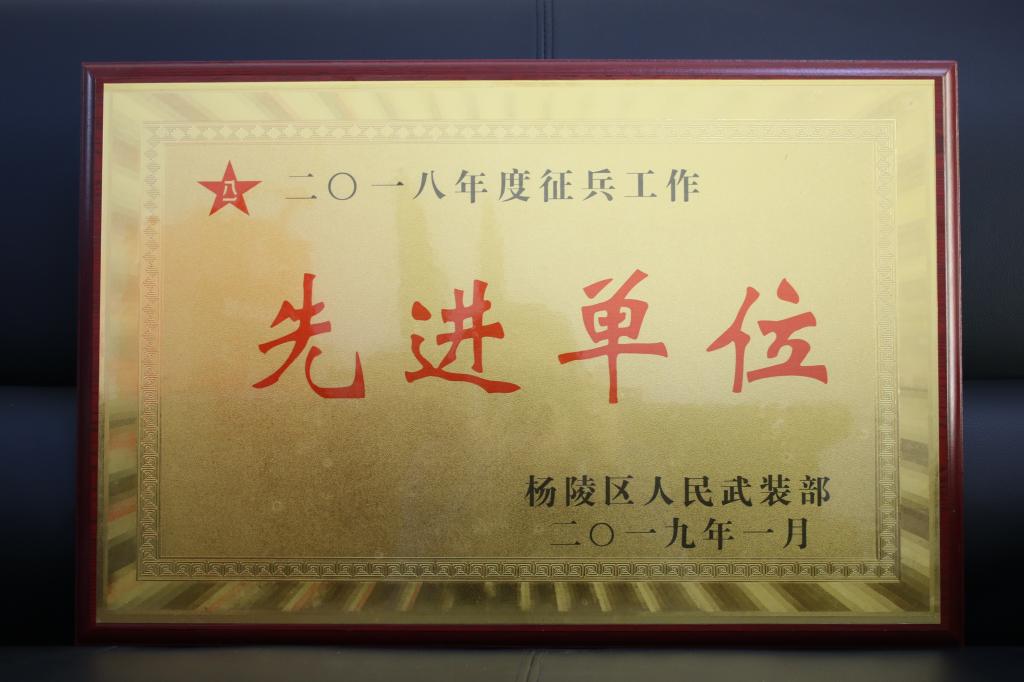 八一
二〇一八年度征兵工作
先进单位
杨陵区人民武装部
二〇一九年一月